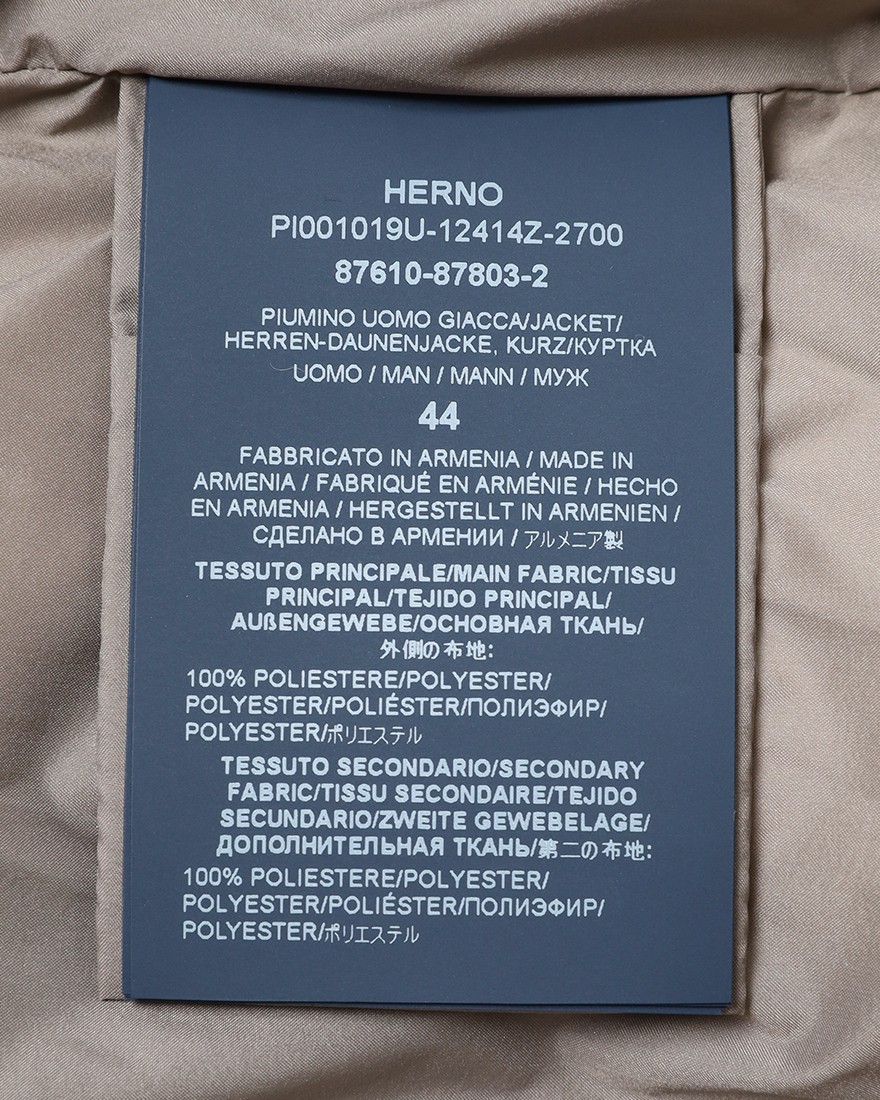 HERNO
PI001019U-12414Z-2700
87610-87803-2
PIUMINO UOMO GIACCA/JACKET/
HERREN-DAUNENJACKE, KURZ/КУРТКА
UOMO / MAN / MANN / МУЖ
44
FABBRICATO IN ARMENIA / MADE IN
ARMENIA / FABRIQUÉ EN ARMÉNIE / HECHO
EN ARMENIA / HERGESTELLT IN ARMENIEN /
СДЕЛАНО В АРМЕНИИ / アルメニア製
TESSUTO PRINCIPALE/MAIN FABRIC/TISSU
PRINCIPAL/TEJIDO PRINCIPAL/
AUßENGEWEBE/ОСНОВНАЯ ТКАНЬ/
外側の布地:
100% POLIESTERE/POLYESTER/
POLYESTER/POLIÉSTER/ПОЛИЭФИР/
POLYESTER/ポリエステル
TESSUTO SECONDARIO/SECONDARY
FABRIC/TISSU SECONDAIRE/TEJIDO
SECUNDARIO/ZWEITE GEWEBELAGE/
ДОПОЛНИТЕЛЬНАЯ ТКАНЬ/第二の布地:
100% POLIESTERE/POLYESTER/
POLYESTER/POLIÉSTER/ПОЛИЭФИР/
POLYESTER/ポリエステル